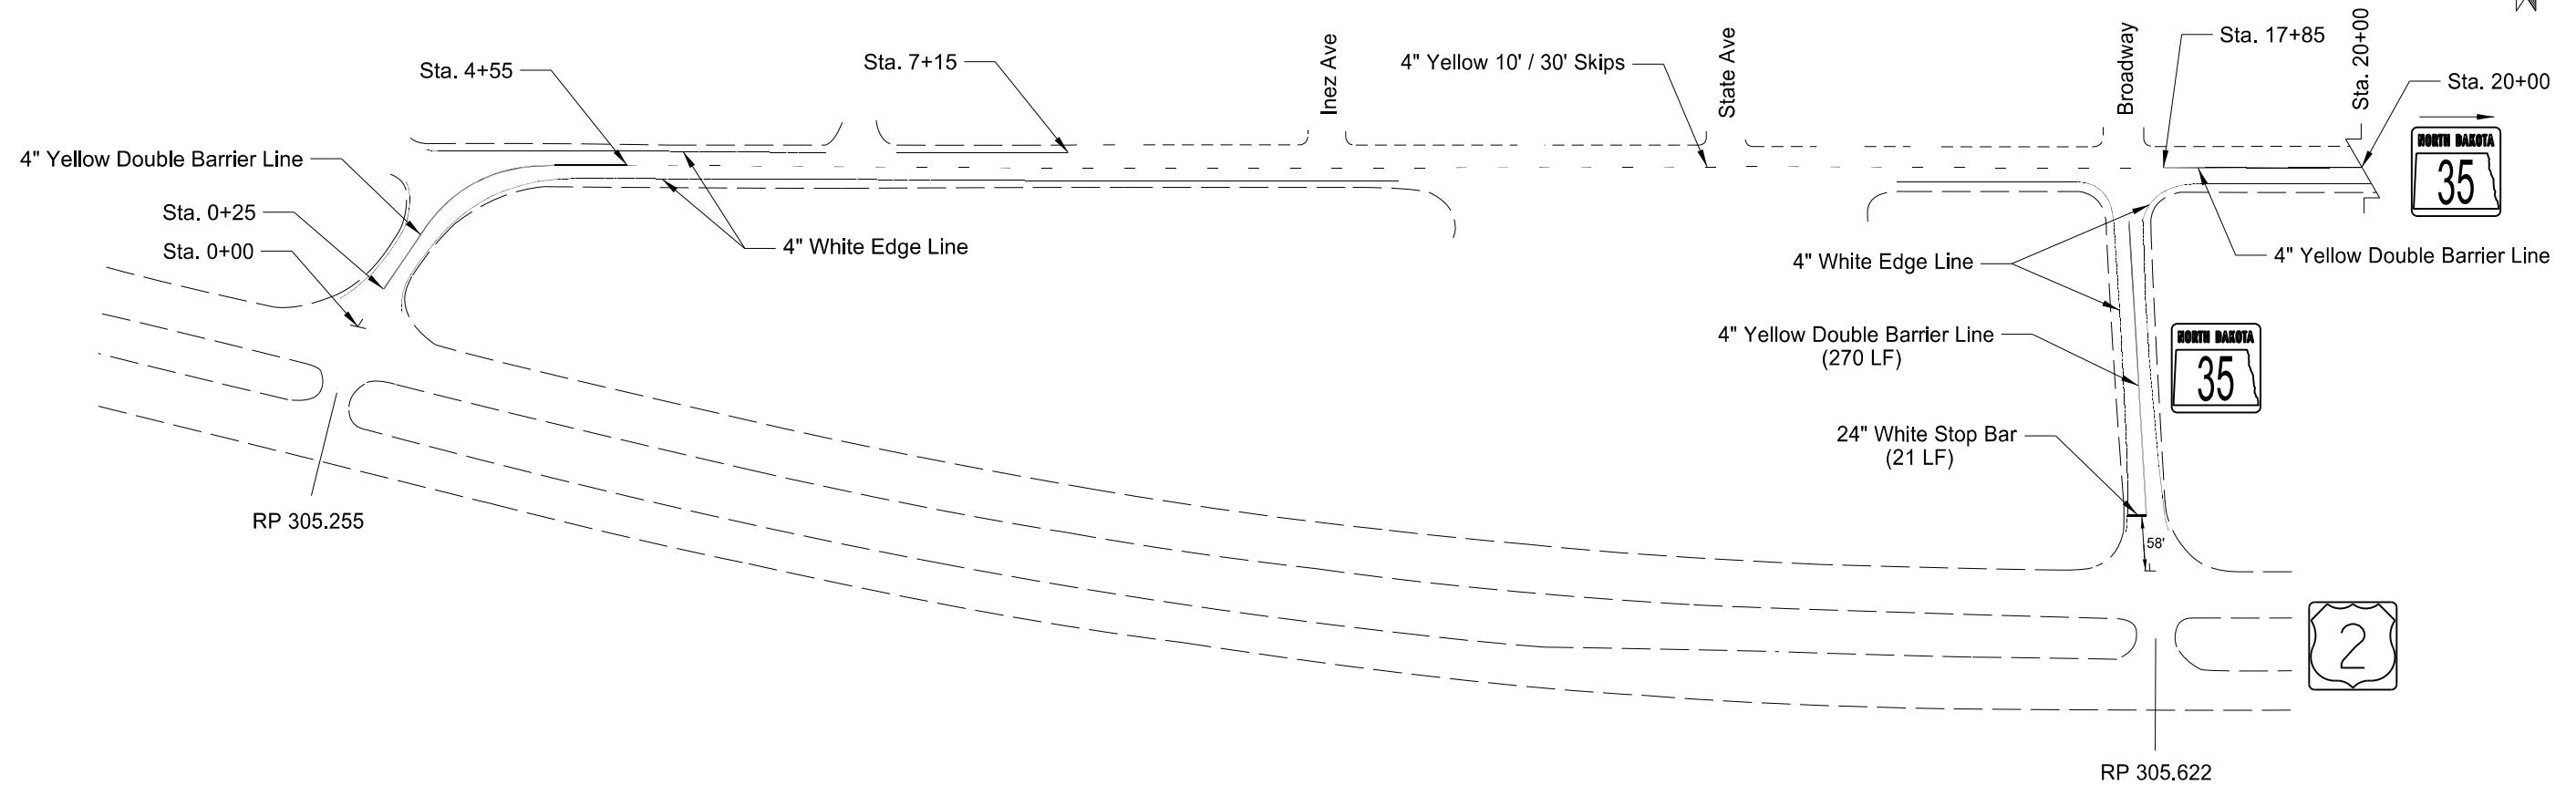 Sta. 4+55
Sta. 7+15
Inez Ave
4" Yellow 10' / 30' Skips
State Ave
Broadway
Sta. 17+85
Sta. 20+00
Sta. 20+00
4" Yellow Double Barrier Line
NORTH DAKOTA
35
Sta. 0+25
Sta. 0+00
4" White Edge Line
4" White Edge Line
4" Yellow Double Barrier Line
4" Yellow Double Barrier Line
(270 LF)
NORTH DAKOTA
35
24" White Stop Bar
(21 LF)
RP 305.255
58'
2
RP 305.622